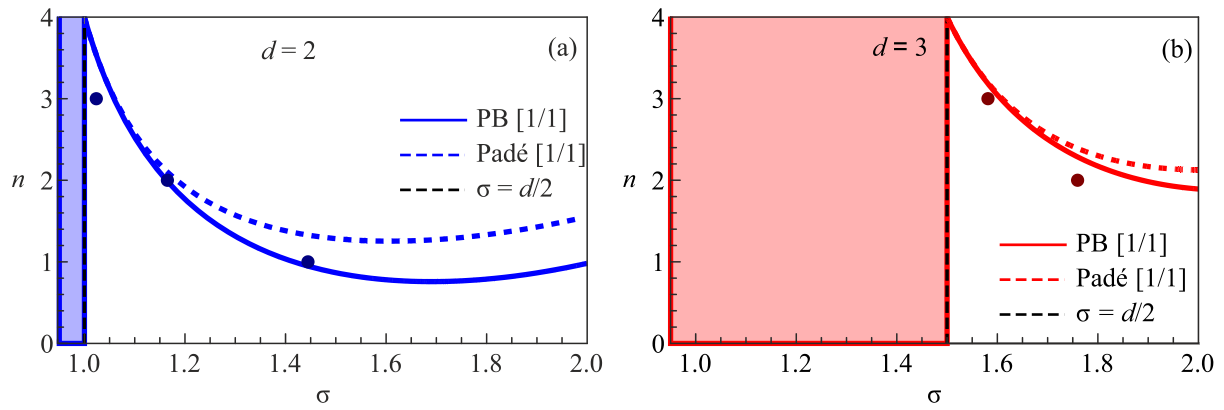 4
3
2
1
0
n
1.0
1.2
1.4
1.6
1.8
2.0
σ
d = 2
(a)
PB [1/1]
Padé [1/1]
σ = d/2
4
3
2
1
0
n
1.0
1.2
1.4
1.6
1.8
2.0
σ
d = 3
(b)
PB [1/1]
Padé [1/1]
σ = d/2